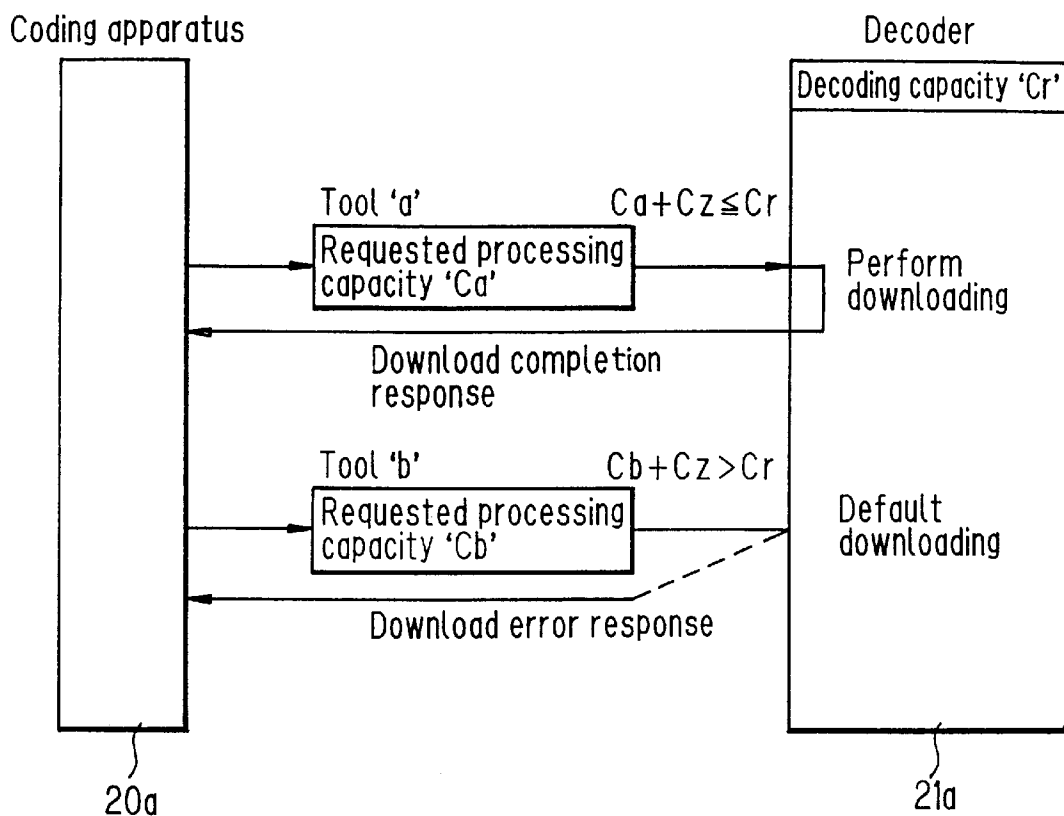 Coding apparatus
Decoder
Decoding capacity ‘Cr’
Tool ‘a’
Ca+Cz≦Cr
Requested processing
capacity ‘Ca’
Perform
downloading
Download completion
response
Tool ‘b’
Cb+Cz>Cr
Requested processing
capacity ‘Cb’
Default
downloading
Download error response
20a
21a